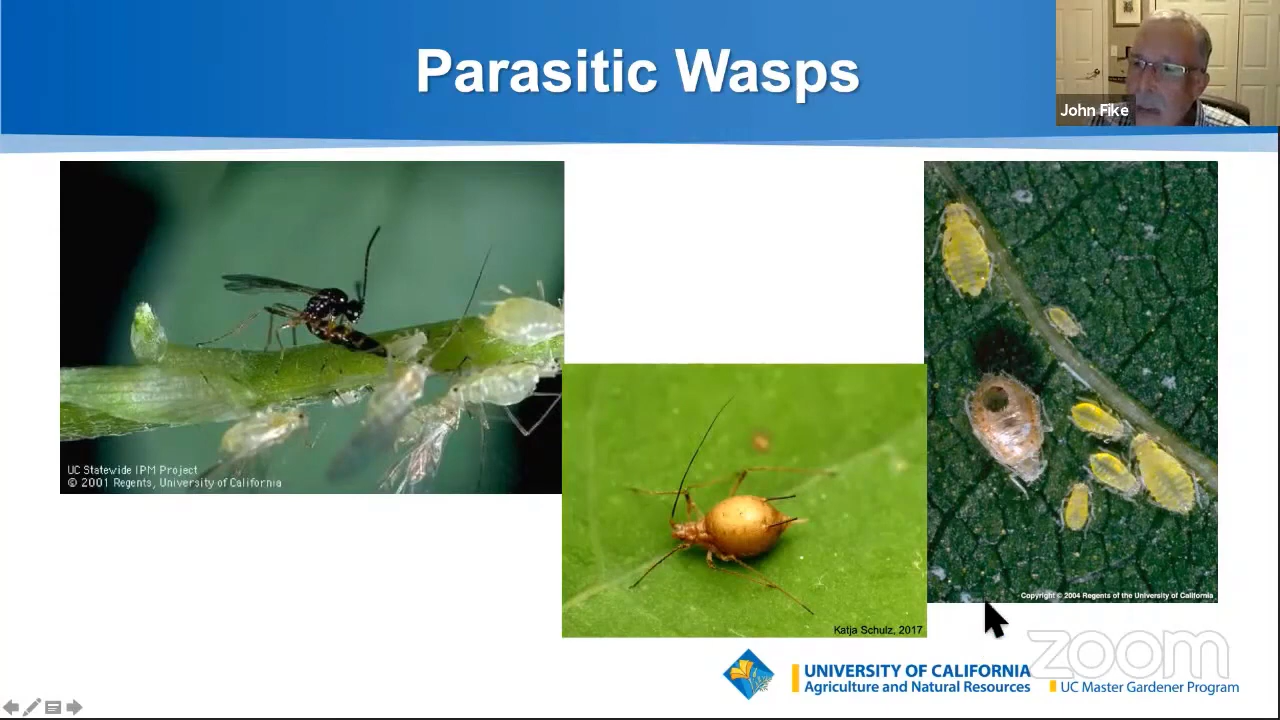 Parasitic Wasps
John Fike
UC Statewide IPM Project
© 2001 Regents, University of California
Katja Schulz, 2017
Copyright © 2004 Regents of the University of California
zoom
UNIVERSITY OF CALIFORNIA
Agriculture and Natural Resources
UC Master Gardener Program